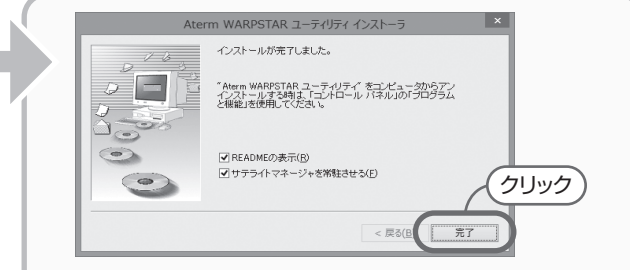 Aterm WARPSTAR ユーティリティ インストーラ
×
インストールが完了しました。
"Aterm WARPSTAR ユーティリティ" をコンピュータからアン
インストールする時は、「コントロール パネル」の「プログラム
と機能」を使用してください。
READMEの表示(R)
サテライトマネージャを常駐させる(E)
クリック
< 戻る(B
完了